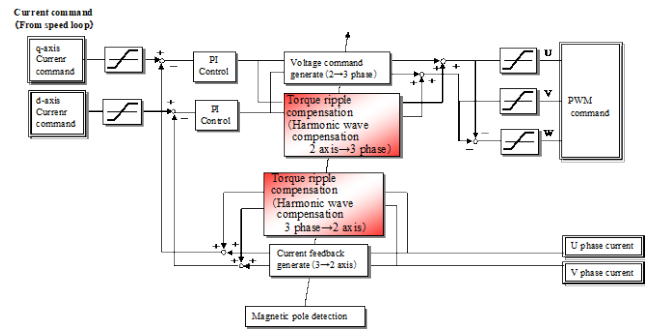 Current command
(From speed loop)
q-axis
Currenr
command
d-axis
Currenr
command
PI
Control
PI
Control
Voltage command
generate (2→3 phase)
Torque ripple
compensation
(Harmonic wave
compensation
2 axis→3 phase)
Torque ripple
compensation
(Harmonic wave
compensation
3 phase→2 axis)
Current feedback
generate (3→2 axis)
Magnetic pole detection
U
V
W
PWM
command
U phase current
V phase current